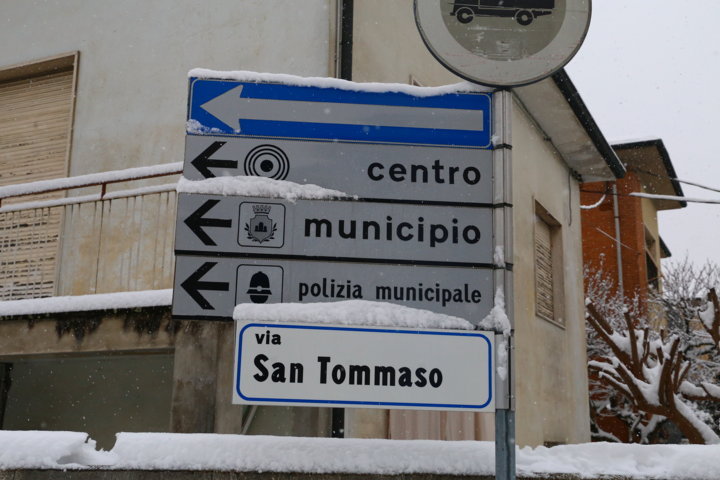 centro
municipio
polizia municipale
via
San Tommaso